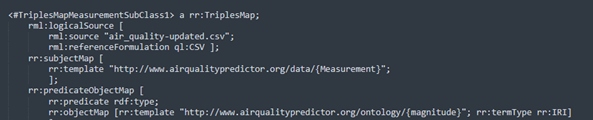 <#TriplesMapMeasurementSubClass1> a rr:TriplesMap;
rml:logicalSource [
rml:source "air_quality-updated.csv";
rml:referenceFormulation ql:CSV ];
rr:subjectMap [
rr:template "http://www.airqualitypredictor.org/data/{Measurement}";
];
rr:predicateObjectMap [
rr:predicate rdf:type;
rr:objectMap [rr:template "http://www.airqualitypredictor.org/ontology/{magnitude}"; rr:termType rr:IRI]